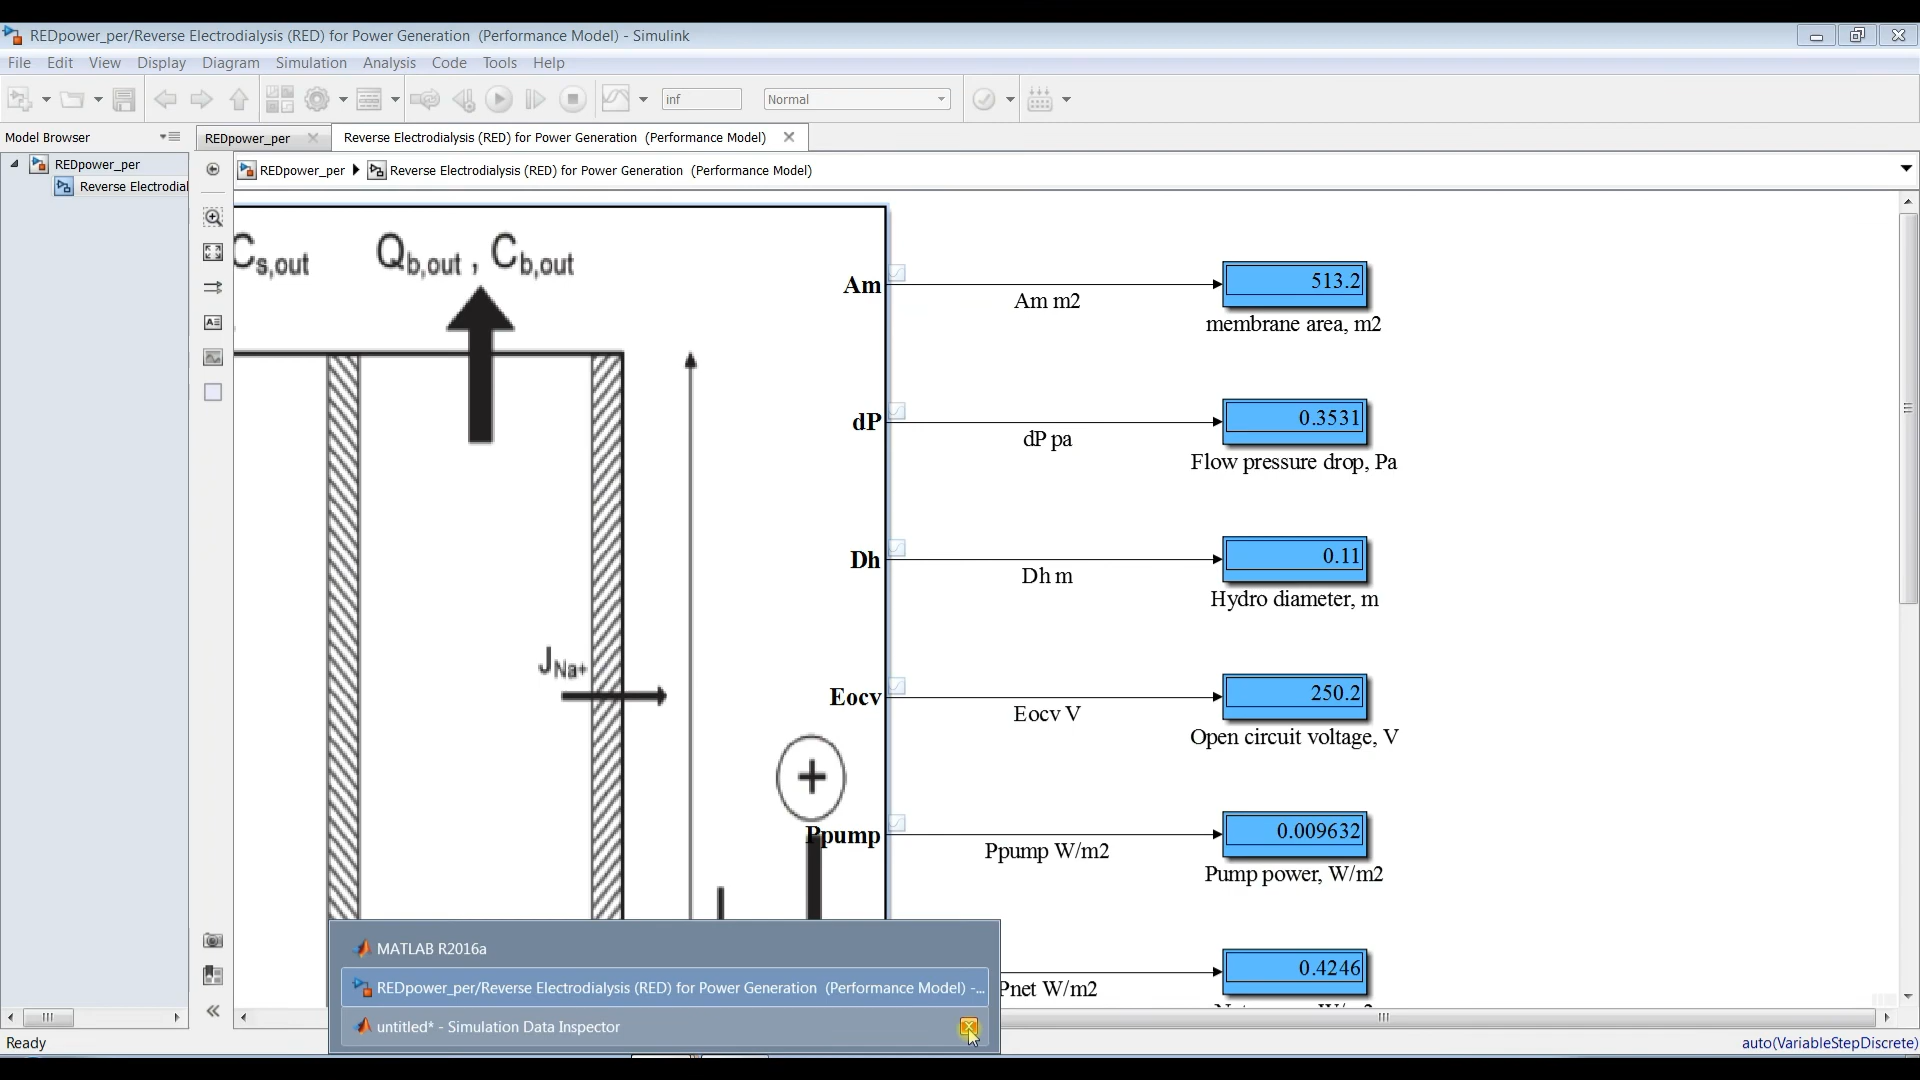 REDpower_per/Reverse Electrodialysis (RED) for Power Generation (Performance Model) - Simulink
File Edit View Display Diagram Simulation Analysis Code Tools Help
inf
Normal
Model Browser
REDpower_per
Reverse Electrodialysis (RED) for Power Generation (Performance Model)
REDpower_per
Reverse Electrodial
REDpower_per
Reverse Electrodialysis (RED) for Power Generation (Performance Model)
Cs,out
Qb,out , Cb,out
Am
Am m2
513.2
membrane area, m2
dP
dP pa
0.3531
Flow pressure drop, Pa
Dh
Dh m
0.11
Hydro diameter, m
JNa+
Eocv
Eocv V
250.2
Open circuit voltage, V
+
Ppump
Ppump W/m2
0.009632
Pump power, W/m2
Pnet W/m2
0.4246
MATLAB R2016a
REDpower_per/Reverse Electrodialysis (RED) for Power Generation (Performance Model) -...
untitled* - Simulation Data Inspector
Ready
auto(VariableStepDiscrete)